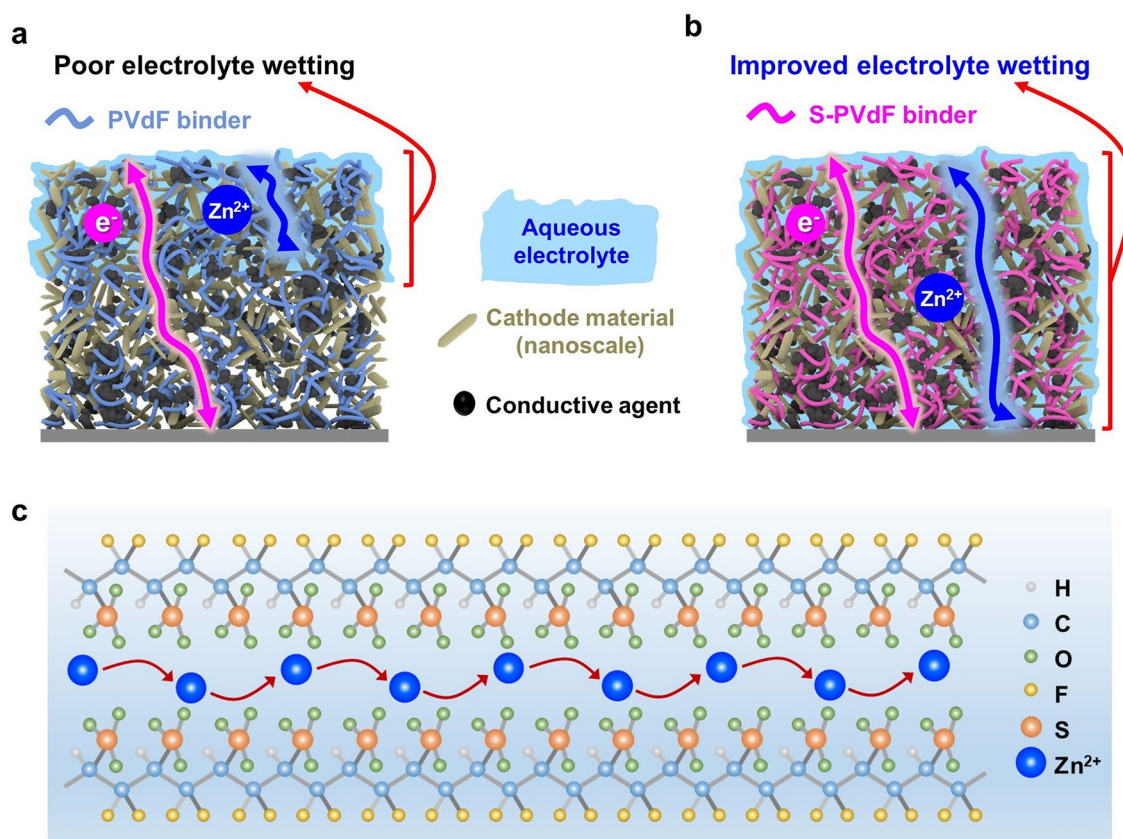 a
Poor electrolyte wetting
PVdF binder
e-
Zn2+
Aqueous
electrolyte
Cathode material
(nanoscale)
Conductive agent
b
Improved electrolyte wetting
S-PVdF binder
e-
Zn2+
c
H
C
O
F
S
Zn2+